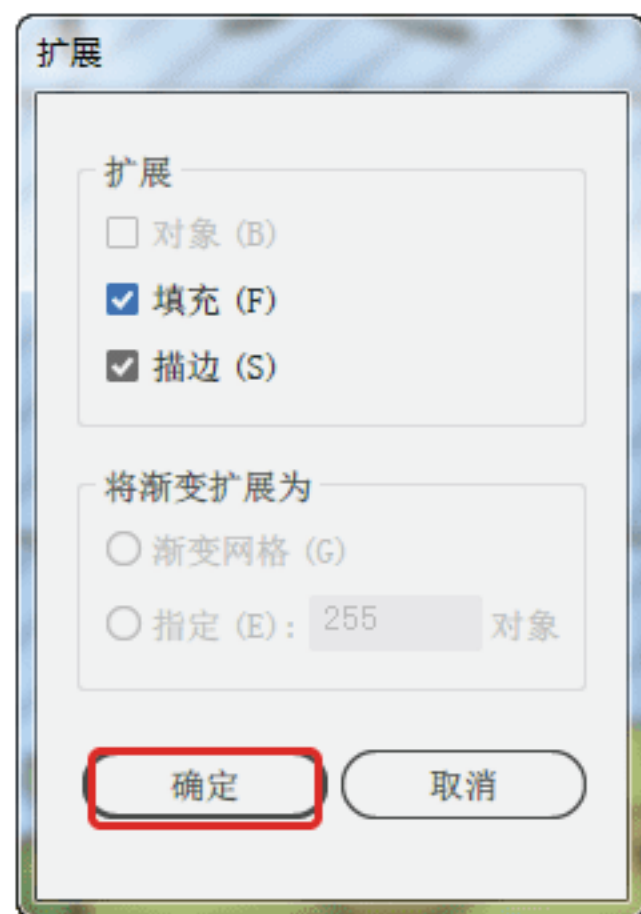 扩展
扩展
对象 (B)
填充 (F)
描边 (S)
将渐变扩展为
渐变网格 (G)
指定 (E): 255 对象
确定 取消